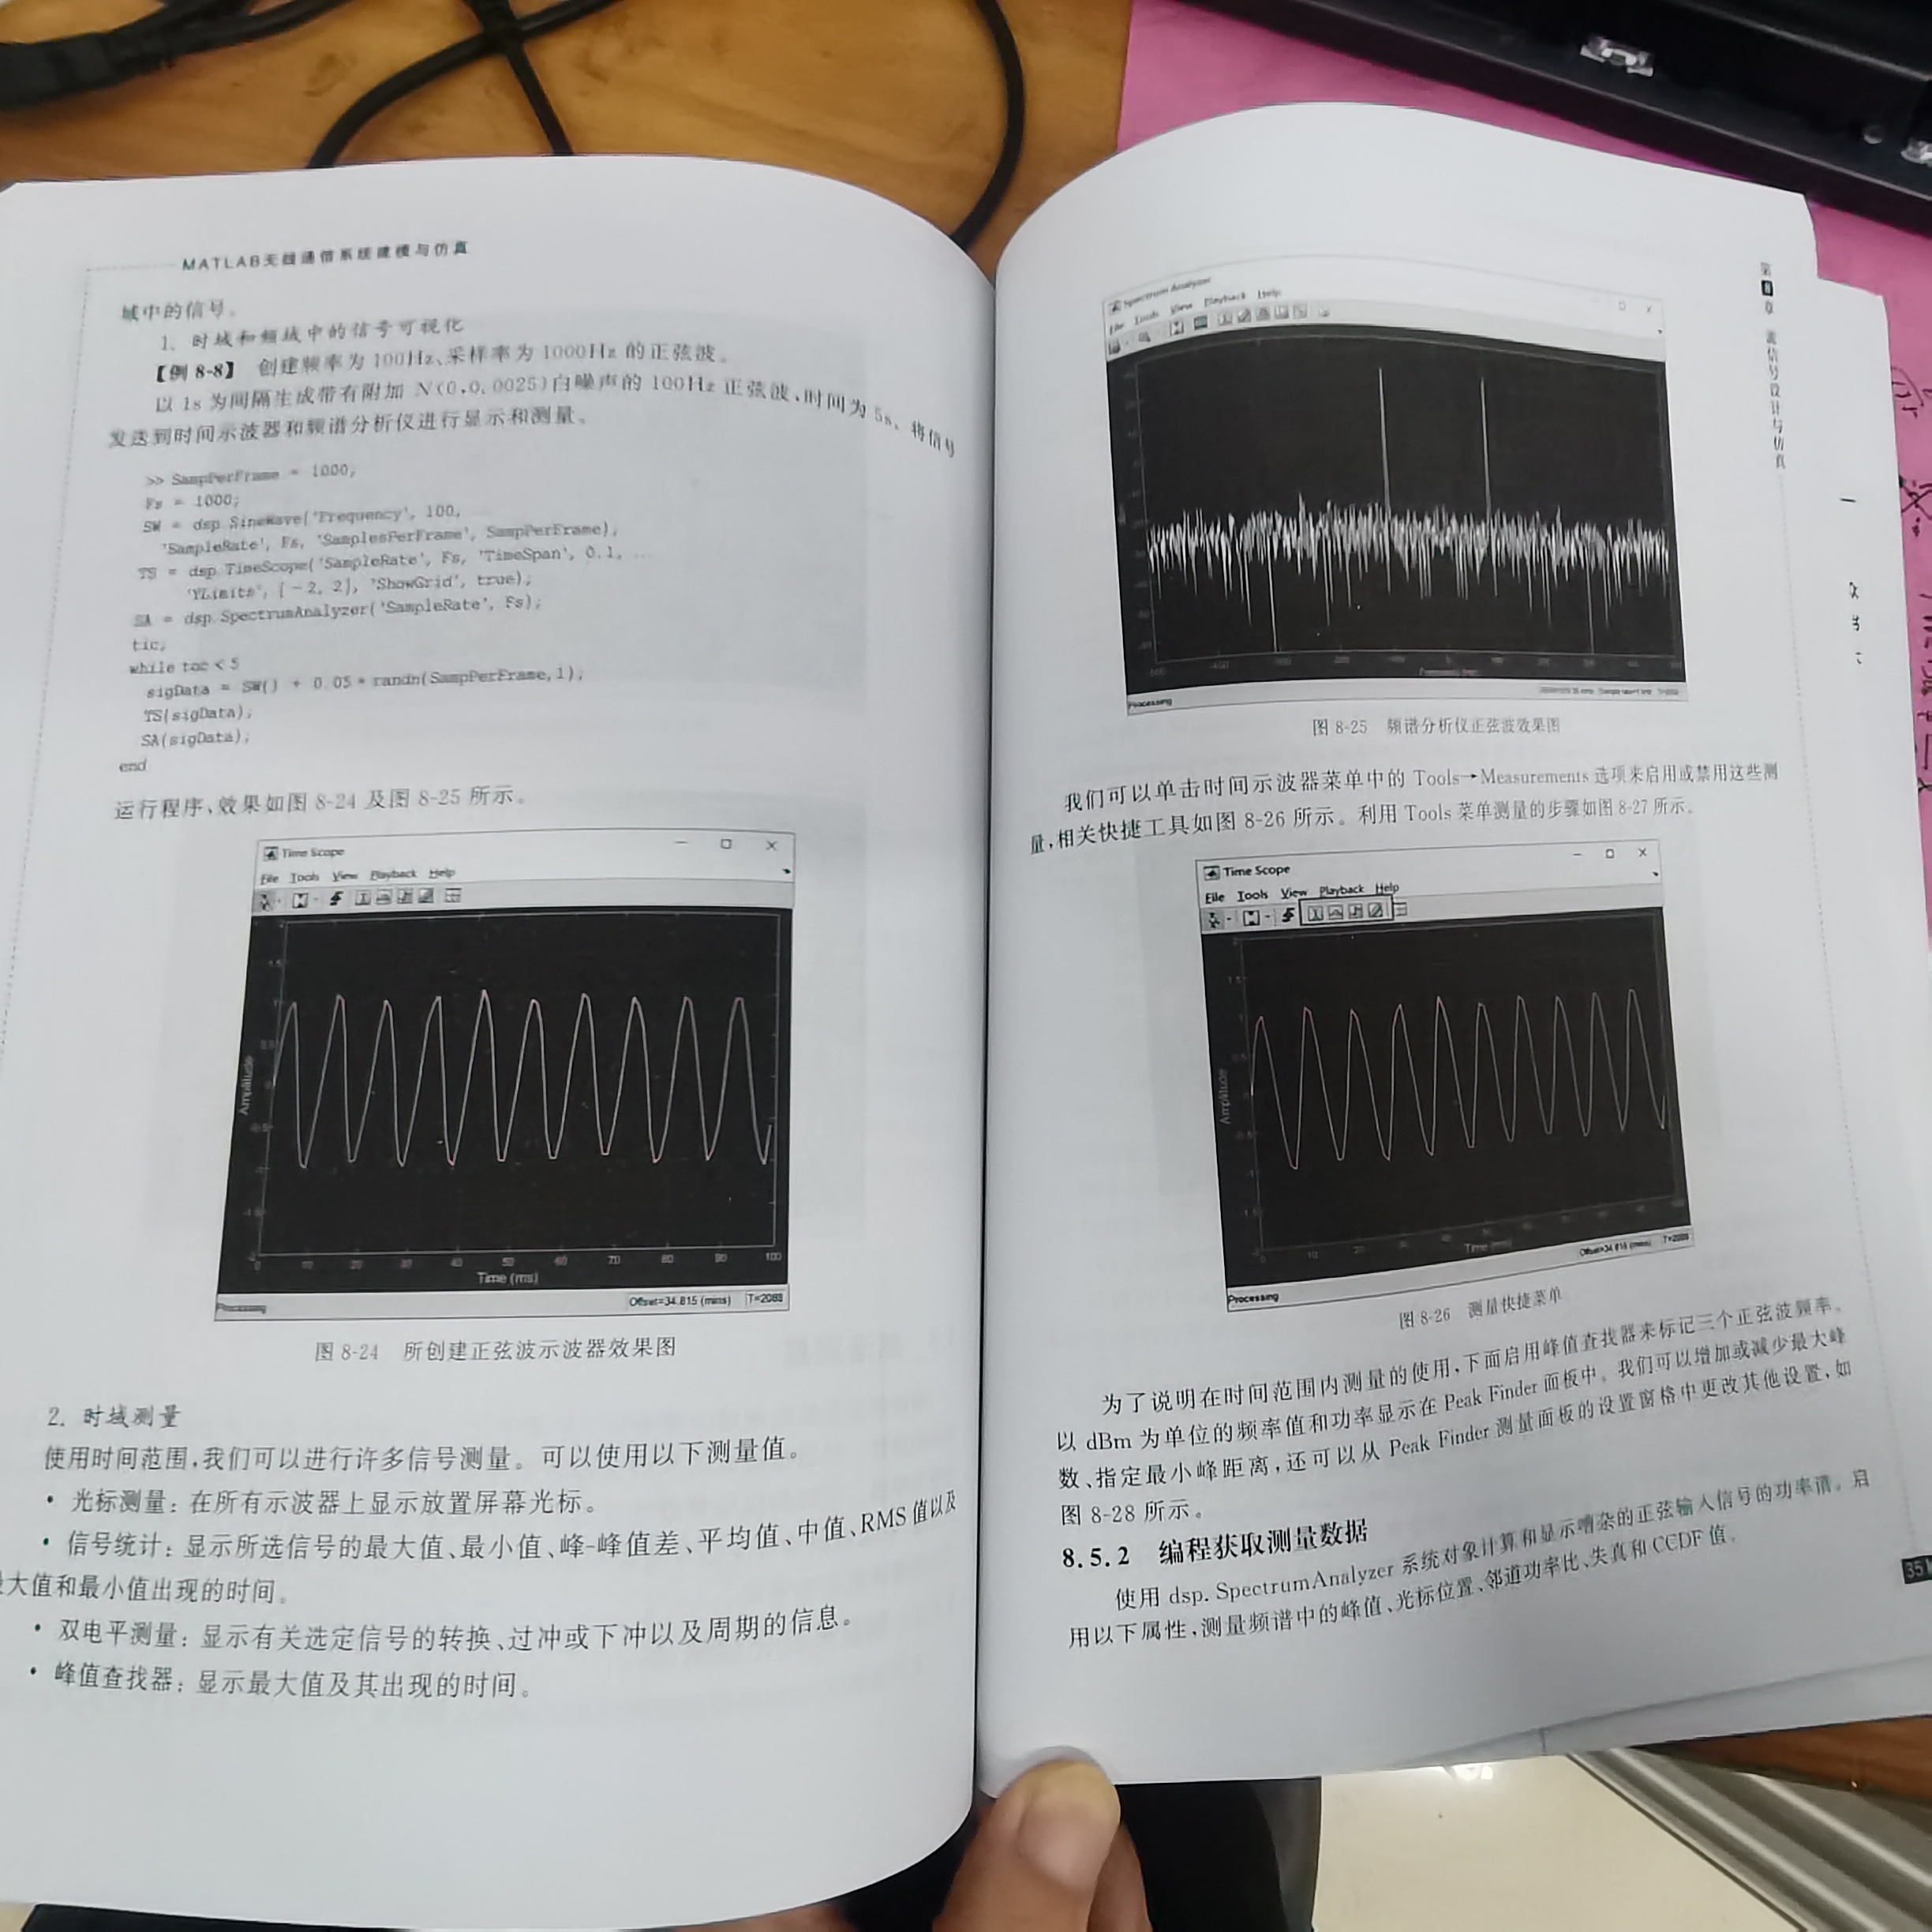 MATLAB无线通信系统建模与仿真
域中的信号。
1. 时域和频域中的信号可视化
【例 8-8】 创建频率为 100Hz、采样率为 1000Hz 的正弦波。
以 1s 为间隔生成带有附加 N(0,0.0025)白噪声的 100Hz 正弦波,时间为 5s。将信号
发送到时间示波器和频谱分析仪进行显示和测量。
>> SampPerFrame = 1000;
Fs = 1000;
SW = dsp.SineWave('Frequency', 100,
'SampleRate', Fs, 'SamplesPerFrame', SampPerFrame);
TS = dsp.TimeScope('SampleRate', Fs, 'TimeSpan', 0.1, ...
'YLimits', [-2, 2], 'ShowGrid', true);
SA = dsp.SpectrumAnalyzer('SampleRate', Fs);
tic;
while toc < 5
sigData = SW() + 0.05 * randn(SampPerFrame,1);
TS(sigData);
SA(sigData);
end
运行程序,效果如图 8-24 及图 8-25 所示。
Time Scope
File Tools View Playback Help
Amplitude
0 10 20 30 40 50 60 70 80 90 100
Time (ms)
Processing
Offset=34.815 (mins) T=2088
图 8-24 所创建正弦波示波器效果图
2. 时域测量
使用时间范围,我们可以进行许多信号测量。可以使用以下测量值。
• 光标测量: 在所有示波器上显示放置屏幕光标。
• 信号统计: 显示所选信号的最大值、最小值、峰-峰值差、平均值、中值、RMS 值以及
大值和最小值出现的时间。
• 双电平测量: 显示有关选定信号的转换、过冲或下冲以及周期的信息。
• 峰值查找器: 显示最大值及其出现的时间。
第8章 源信号设计与仿真
Spectrum Analyzer
File Tools View Playback Help
Processing
图 8-25 频谱分析仪正弦波效果图
我们可以单击时间示波器菜单中的 Tools→Measurements 选项来启用或禁用这些测
量,相关快捷工具如图 8-26 所示。利用 Tools 菜单测量的步骤如图 8-27 所示。
Time Scope
File Tools View Playback Help
Amplitude
Time (ms)
Processing
Offset=34.815 (mins) T=2088
图 8-26 测量快捷菜单
为了说明在时间范围内测量的使用,下面启用峰值查找器来标记三个正弦波频率。
以 dBm 为单位的频率值和功率显示在 Peak Finder 面板中。我们可以增加或减少最大峰
数、指定最小峰距离,还可以从 Peak Finder 测量面板的设置窗格中更改其他设置,如
图 8-28 所示。
8.5.2 编程获取测量数据
使用 dsp. SpectrumAnalyzer 系统对象计算和显示嘈杂的正弦输入信号的功率谱。启
用以下属性,测量频谱中的峰值、光标位置、邻道功率比、失真和 CCDF 值。